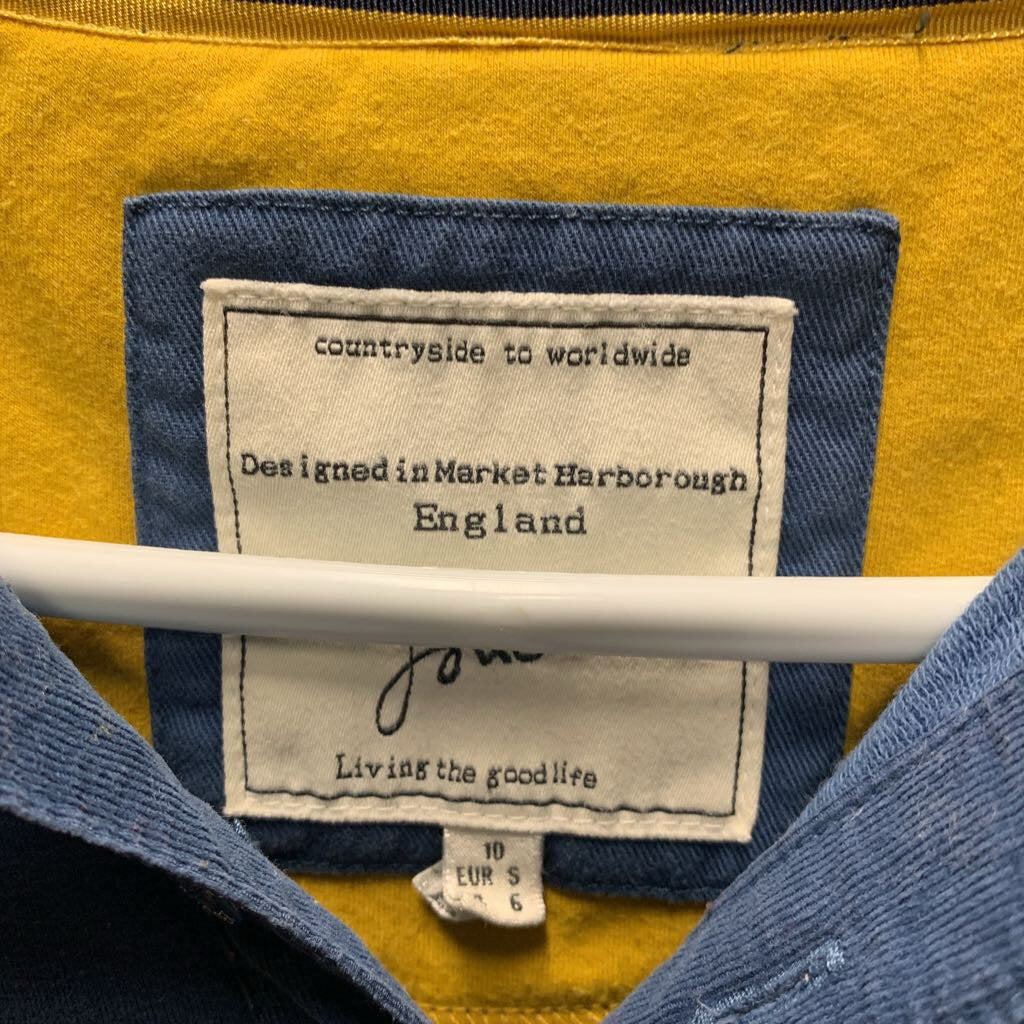 countryside to worldwide
Designed in Market Harborough
England
Living the good life
10
EUR S
6